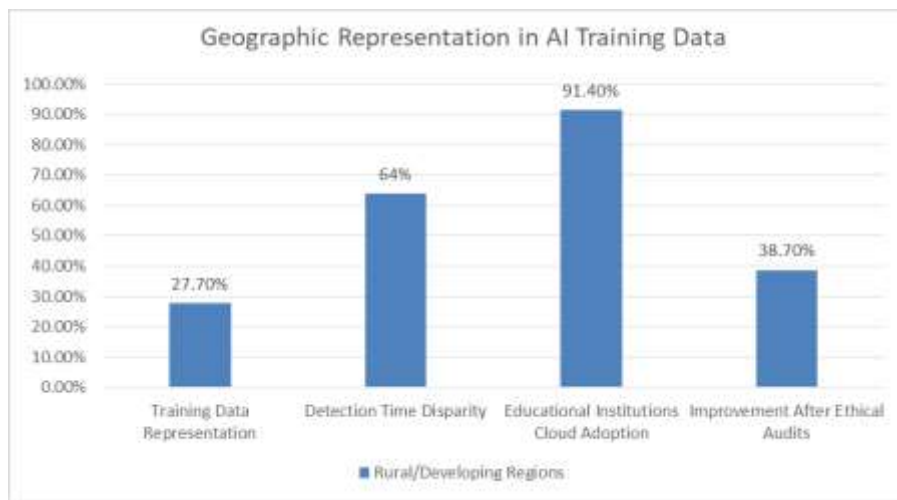 Geographic Representation in AI Training Data
100.00%
90.00%
80.00%
70.00%
60.00%
50.00%
40.00%
30.00%
20.00%
10.00%
0.00%
27.70%
64%
91.40%
38.70%
Training Data
Representation
Detection Time Disparity
Educational Institutions
Cloud Adoption
Improvement After Ethical
Audits
Rural/Developing Regions